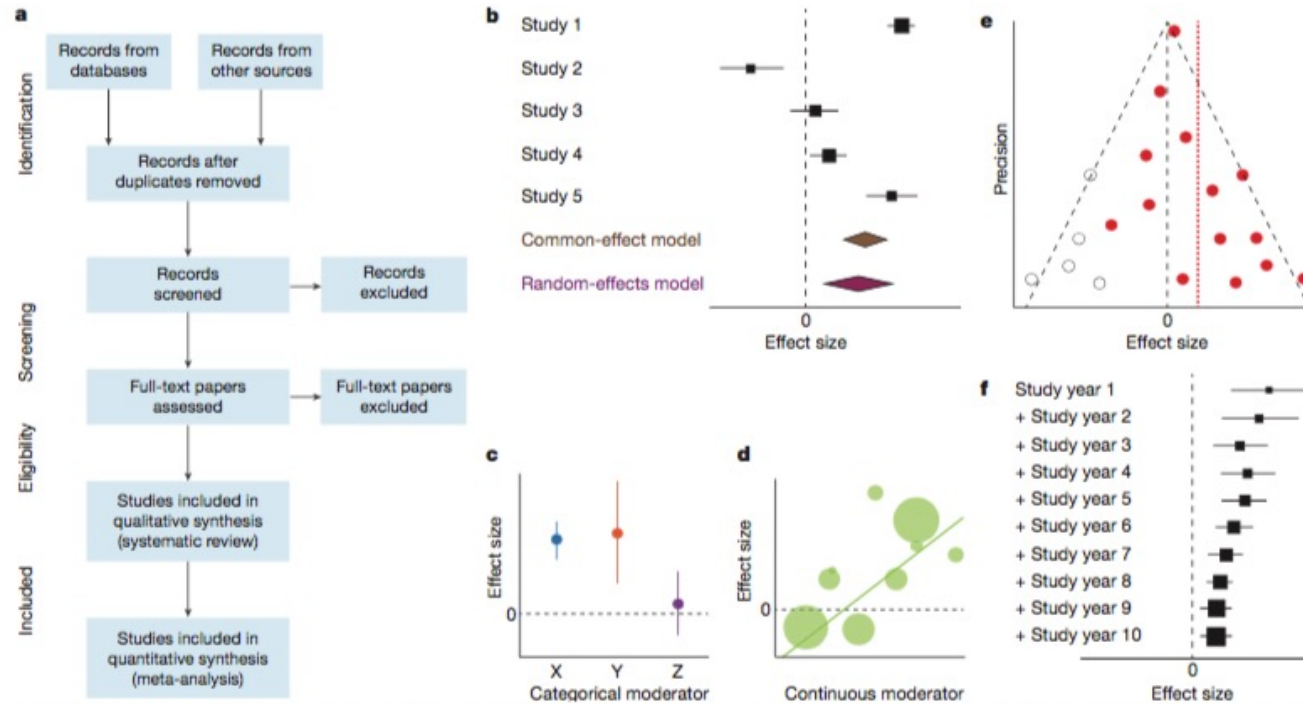 a
Identification
Screening
Eligibility
Included
Records from
databases
Records from
other sources
Records after
duplicates removed
Records
screened
Records
excluded
Full-text papers
assessed
Full-text papers
excluded
Studies included in
qualitative synthesis
(systematic review)
Studies included in
quantitative synthesis
(meta-analysis)
b
Study 1
Study 2
Study 3
Study 4
Study 5
Common-effect model
Random-effects model
0
Effect size
c
Effect size
0
X Y Z
Categorical moderator
d
Effect size
0
Continuous moderator
e
Precision
0
Effect size
f
Study year 1
+ Study year 2
+ Study year 3
+ Study year 4
+ Study year 5
+ Study year 6
+ Study year 7
+ Study year 8
+ Study year 9
+ Study year 10
0
Effect size